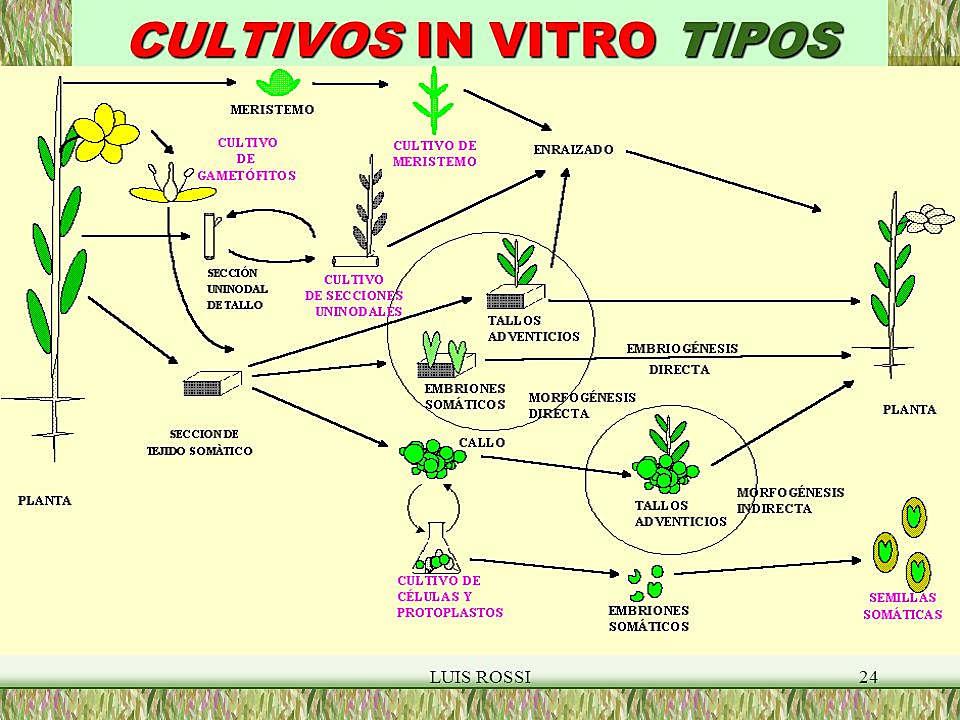 CULTIVOS IN VITRO TIPOS
MERISTEMO
CULTIVO
DE
GAMETÓFITOS
CULTIVO DE
MERISTEMO
ENRAIZADO
SECCIÓN
UNINODAL
DE TALLO
CULTIVO
DE SECCIONES
UNINODALES
TALLOS
ADVENTICIOS
EMBRIOGÉNESIS
DIRECTA
EMBRIONES
SOMÁTICOS
MORFOGÉNESIS
DIRECTA
PLANTA
SECCION DE
TEJIDO SOMÀTICO
CALLO
PLANTA
TALLOS
ADVENTICIOS
MORFOGÉNESIS
INDIRECTA
CULTIVO DE
CÉLULAS Y
PROTOPLASTOS
EMBRIONES
SOMÁTICOS
SEMILLAS
SOMÁTICAS
LUIS ROSSI
24